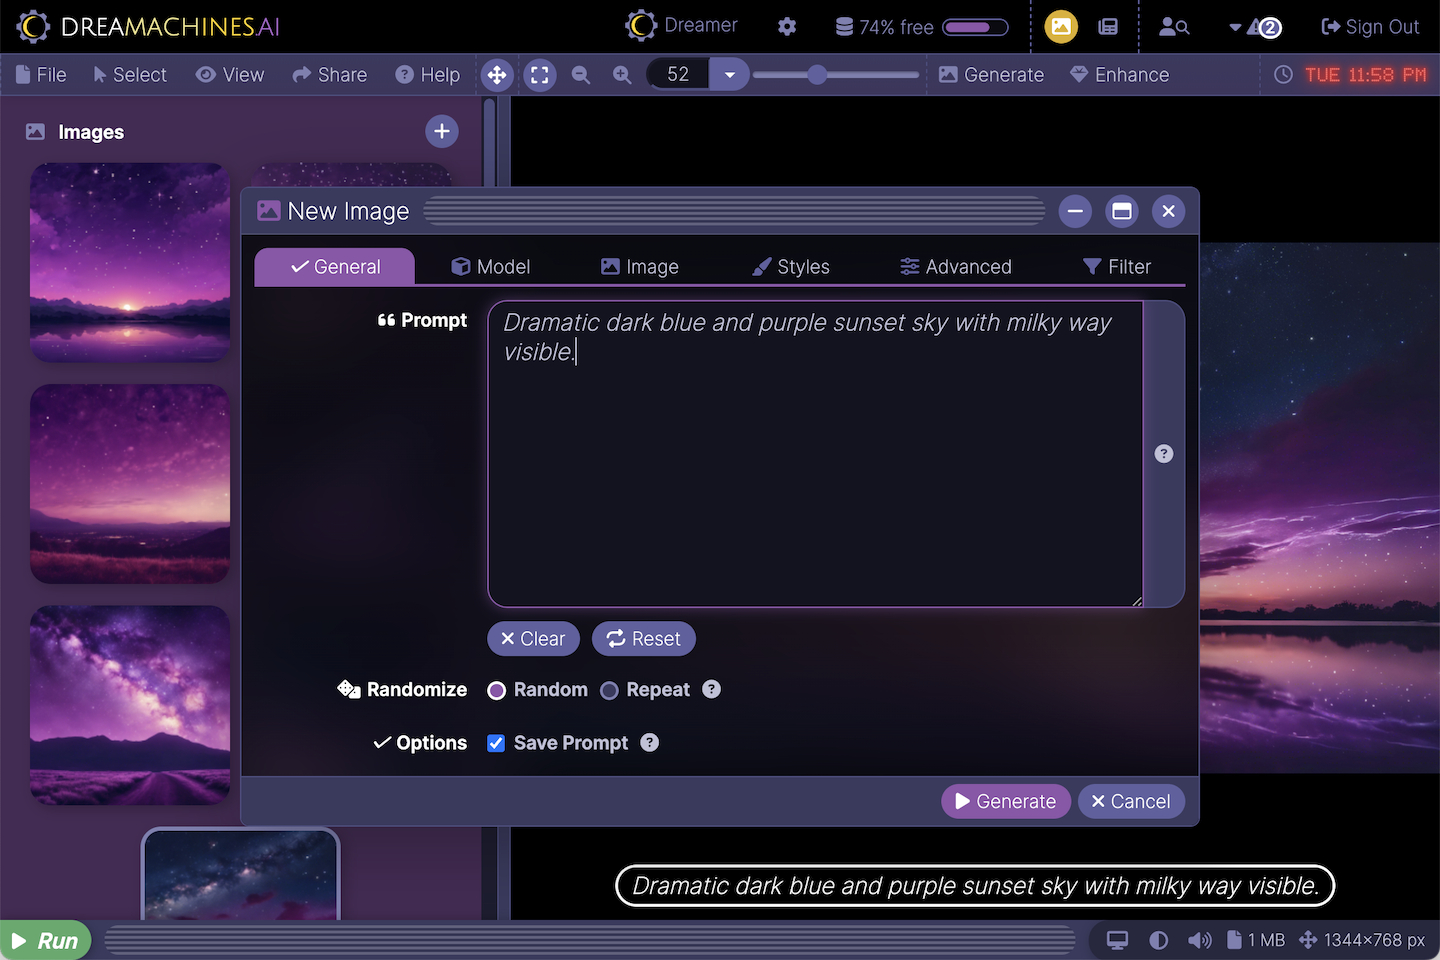 DREAMACHINES.AI
Dreamer
74% free
2
Sign Out
File
Select
View
Share
? Help
52
Generate
Enhance
TUE 11:58 PM
Images
New Image
General
Model
Image
Styles
Advanced
Filter
Prompt
Dramatic dark blue and purple sunset sky with milky way
visible.
?
Clear
Reset
Randomize
Random
Repeat
?
Options
Save Prompt
?
Generate
Cancel
Dramatic dark blue and purple sunset sky with milky way visible.
Run
1 MB
1344×768 px